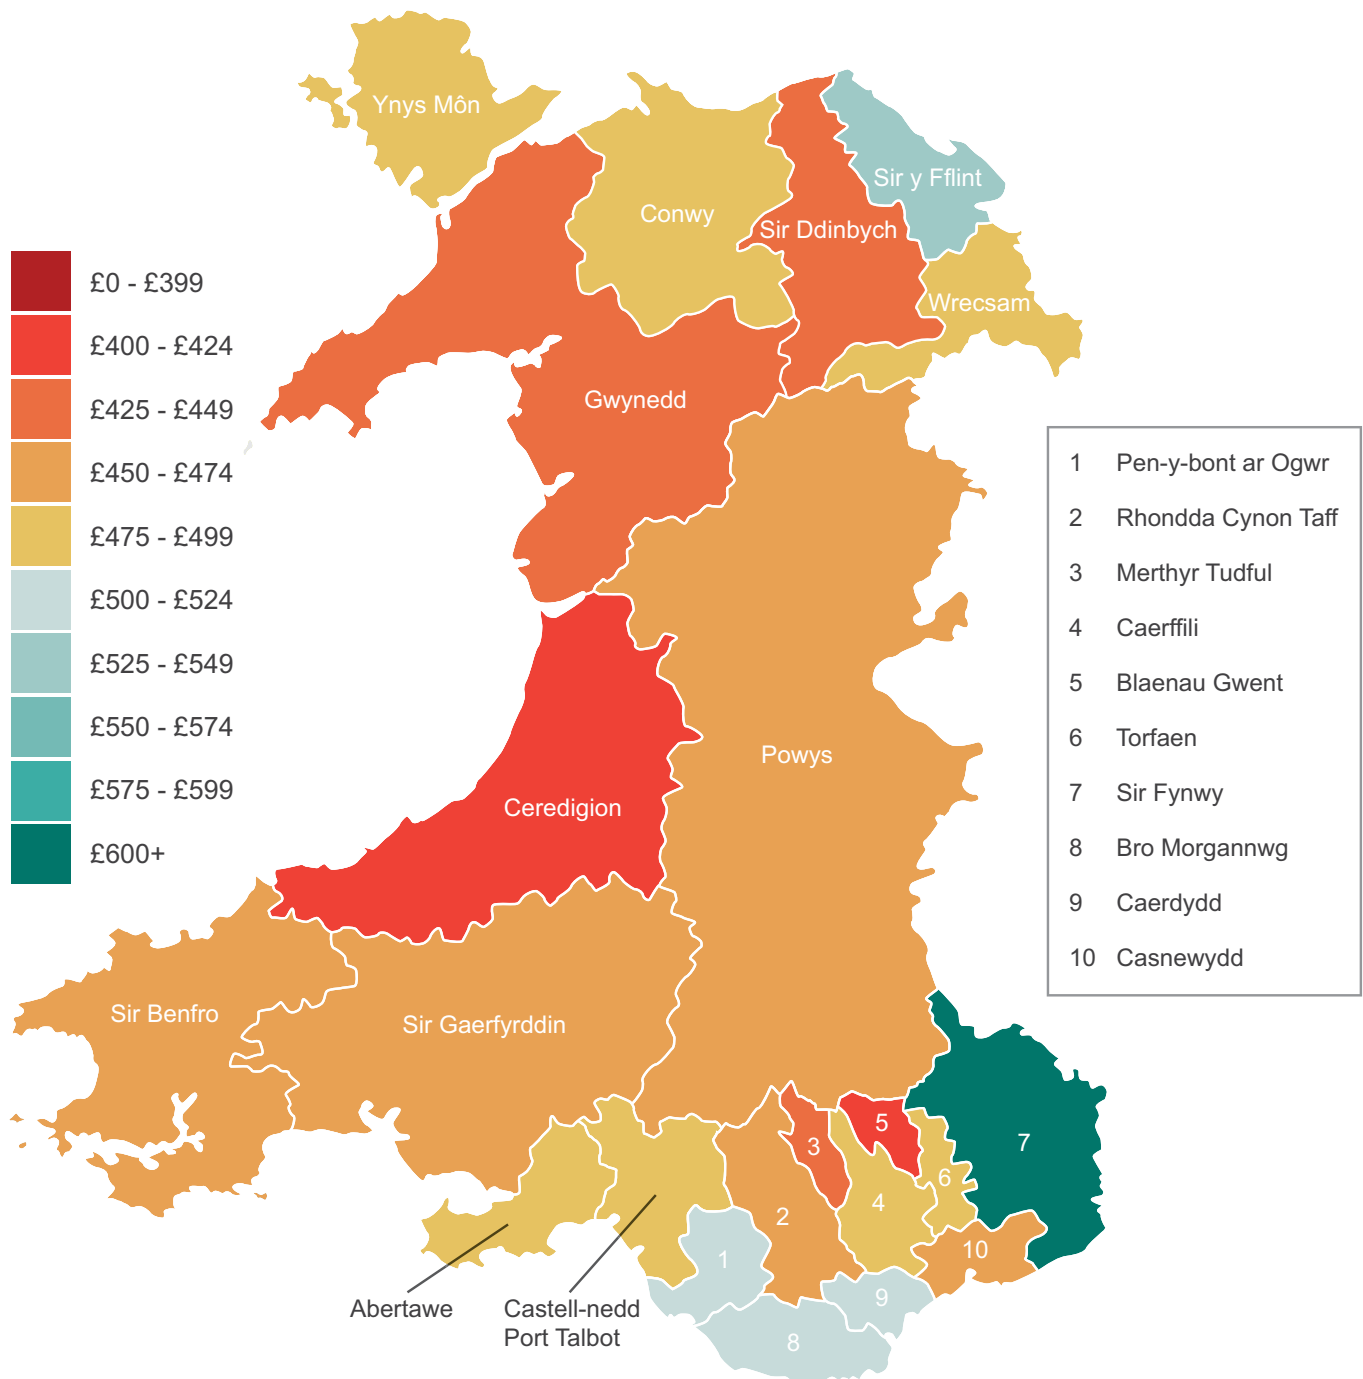 Ynys Môn
Conwy
Sir Ddinbych
Sir y Fflint
Wrecsam
Gwynedd
Powys
Ceredigion
Sir Benfro
Sir Gaerfyrddin
£0 - £399
£400 - £424
£425 - £449
£450 - £474
£475 - £499
£500 - £524
£525 - £549
£550 - £574
£575 - £599
£600+
1 Pen-y-bont ar Ogwr
2 Rhondda Cynon Taff
3 Merthyr Tudful
4 Caerffili
5 Blaenau Gwent
6 Torfaen
7 Sir Fynwy
8 Bro Morgannwg
9 Caerdydd
10 Casnewydd
5
3
7
6
4
2
10
1
9
8
Abertawe
Castell-nedd
Port Talbot